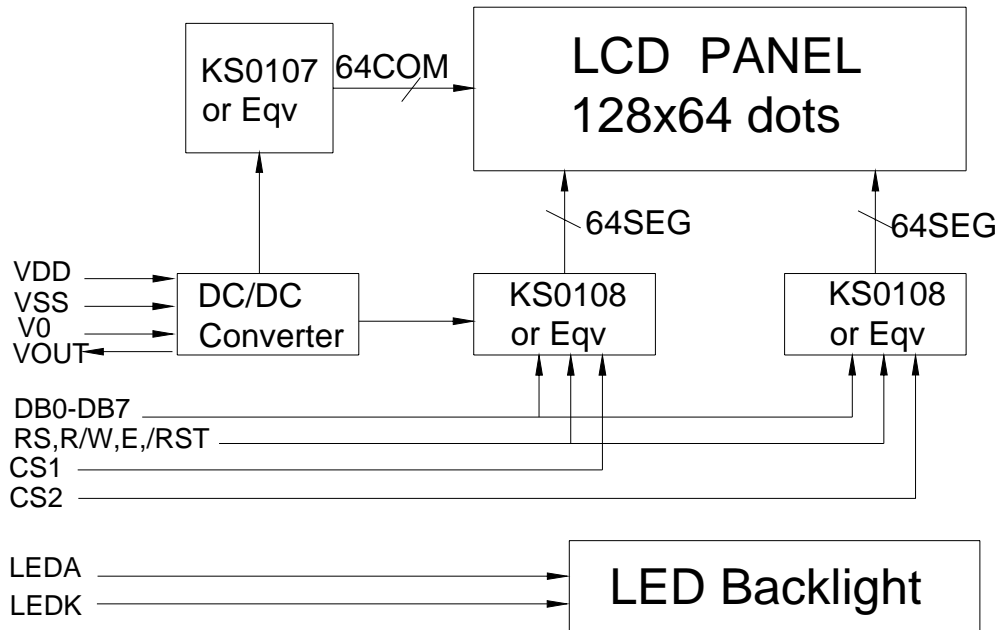 KS0107
or Eqv
64COM
LCD PANEL
128x64 dots
64SEG
64SEG
VDD
VSS
V0
VOUT
DC/DC
Converter
KS0108
or Eqv
KS0108
or Eqv
DB0-DB7
RS,R/W,E,/RST
CS1
CS2
LEDA
LEDK
LED Backlight